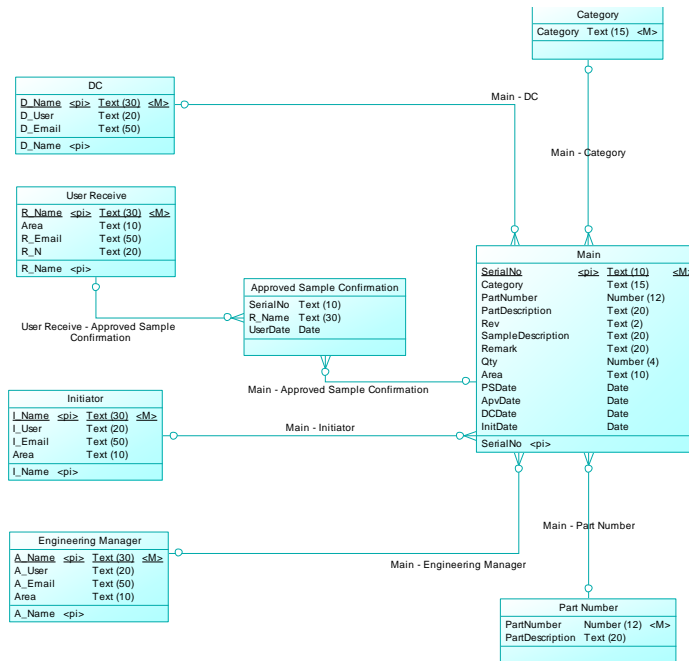 Category
Category Text (15) <M>
DC
D_Name <pi> Text (30) <M>
D_User Text (20)
D_Email Text (50)
D_Name <pi>
Main - DC
Main - Category
User Receive
R_Name <pi> Text (30) <M>
Area Text (10)
R_Email Text (50)
R_N Text (20)
R_Name <pi>
User Receive - Approved Sample
Confirmation
Approved Sample Confirmation
SerialNo Text (10)
R_Name Text (30)
UserDate Date
Main - Approved Sample Confirmation
Main
SerialNo <pi> Text (10) <M>
Category Text (15)
PartNumber Number (12)
PartDescription Text (20)
Rev Text (2)
SampleDescription Text (20)
Remark Text (20)
Qty Number (4)
Area Text (10)
PSDate Date
ApvDate Date
DCDate Date
InitDate Date
SerialNo <pi>
Initiator
I_Name <pi> Text (30) <M>
I_User Text (20)
I_Email Text (50)
Area Text (10)
I_Name <pi>
Main - Initiator
Engineering Manager
A_Name <pi> Text (30) <M>
A_User Text (20)
A_Email Text (50)
Area Text (10)
A_Name <pi>
Main - Engineering Manager
Main - Part Number
Part Number
PartNumber Number (12) <M>
PartDescription Text (20)